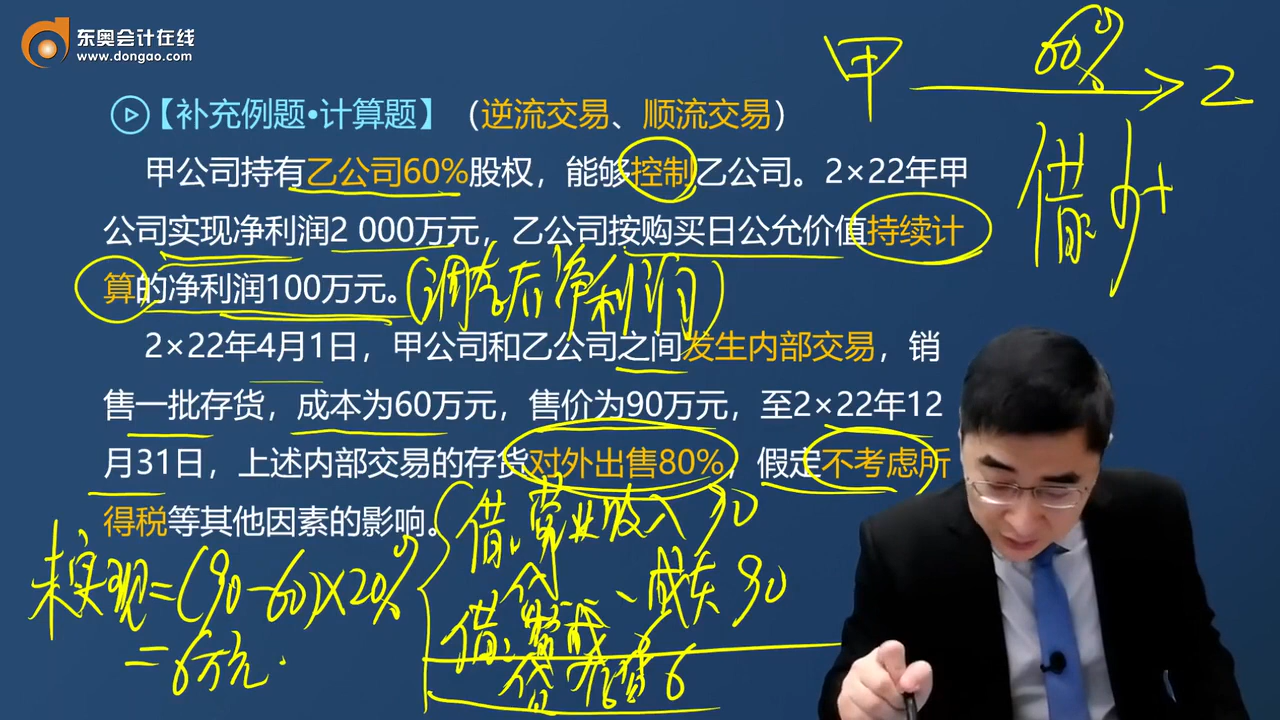 东奥会计在线
www.dongao.com
甲 60% 乙
【补充例题•计算题】（逆流交易、顺流交易）
甲公司持有乙公司60%股权，能够控制乙公司。2×22年甲
公司实现净利润2 000万元，乙公司按购买日公允价值持续计
算的净利润100万元。(调整后净利润)
2×22年4月1日，甲公司和乙公司之间发生内部交易，销
售一批存货，成本为60万元，售价为90万元，至2×22年12
月31日，上述内部交易的存货对外出售80%，假定不考虑所
得税等其他因素的影响。
借:营业收入 90
未实现=(90-60)×20%
贷 - 成本 90
=6万元.
借:营成 6
贷 存货 6